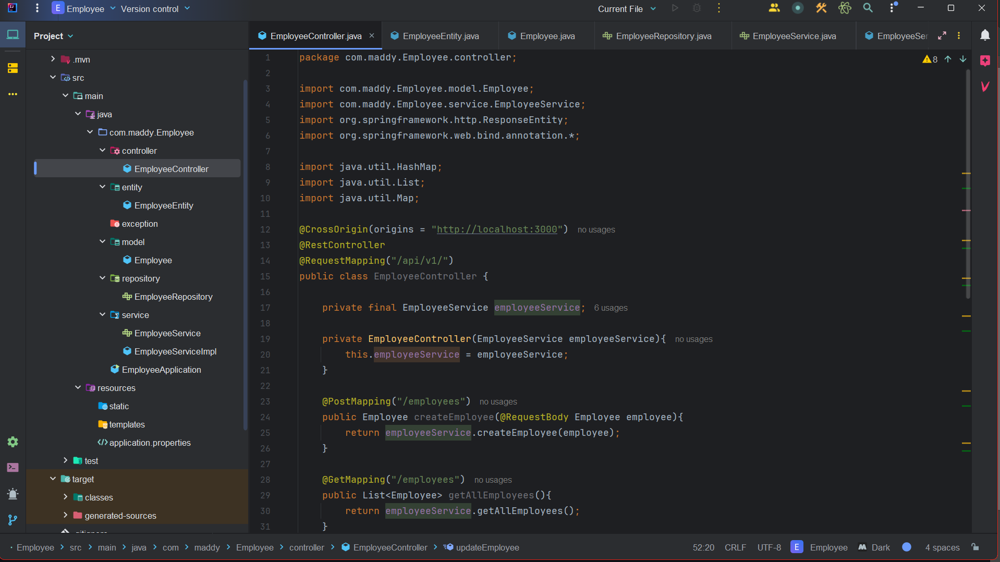 E Employee Version control Current File
Project
EmployeeController.java EmployeeEntity.java Employee.java EmployeeRepository.java EmployeeService.java EmployeeSer
.mvn
src
main
java
com.maddy.Employee
controller
EmployeeController
entity
EmployeeEntity
exception
model
Employee
repository
EmployeeRepository
service
EmployeeService
EmployeeServiceImpl
EmployeeApplication
resources
static
templates
application.properties
test
target
classes
generated-sources
.gitignore
8
1 package com.maddy.Employee.controller;
2
3 import com.maddy.Employee.model.Employee;
4 import com.maddy.Employee.service.EmployeeService;
5 import org.springframework.http.ResponseEntity;
6 import org.springframework.web.bind.annotation.*;
7
8 import java.util.HashMap;
9 import java.util.List;
10 import java.util.Map;
11
12 @CrossOrigin(origins = "http://localhost:3000") no usages
13 @RestController
14 @RequestMapping("/api/v1/")
15 public class EmployeeController {
16
17 private final EmployeeService employeeService; 6 usages
18
19 private EmployeeController(EmployeeService employeeService){ no usages
20 this.employeeService = employeeService;
21 }
22
23 @PostMapping("/employees") no usages
24 public Employee createEmployee(@RequestBody Employee employee){
25 return employeeService.createEmployee(employee);
26 }
27
28 @GetMapping("/employees") no usages
29 public List<Employee> getAllEmployees(){
30 return employeeService.getAllEmployees();
31 }
Employee > src > main > java > com > maddy > Employee > controller > EmployeeController > updateEmployee 52:20 CRLF UTF-8 E Employee Dark 4 spaces